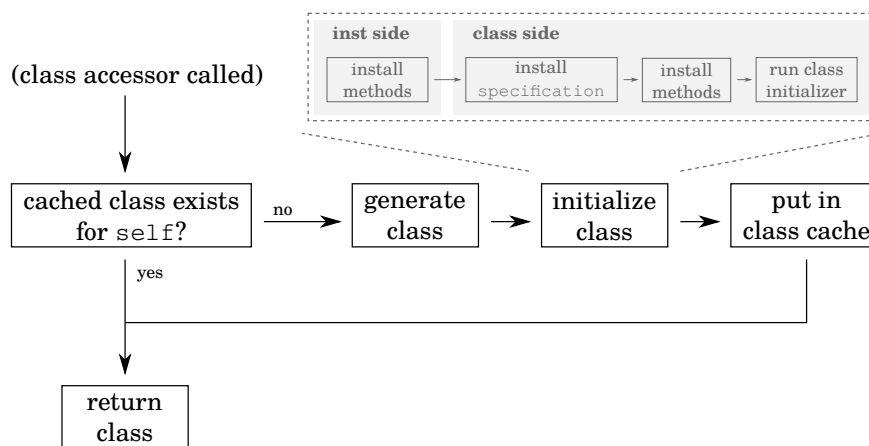 inst side
class side
install
methods
install
specification
install
methods
run class
initializer
(class accessor called)
cached class exists
for self?
no
generate
class
initialize
class
put in
class cache
yes
return
class